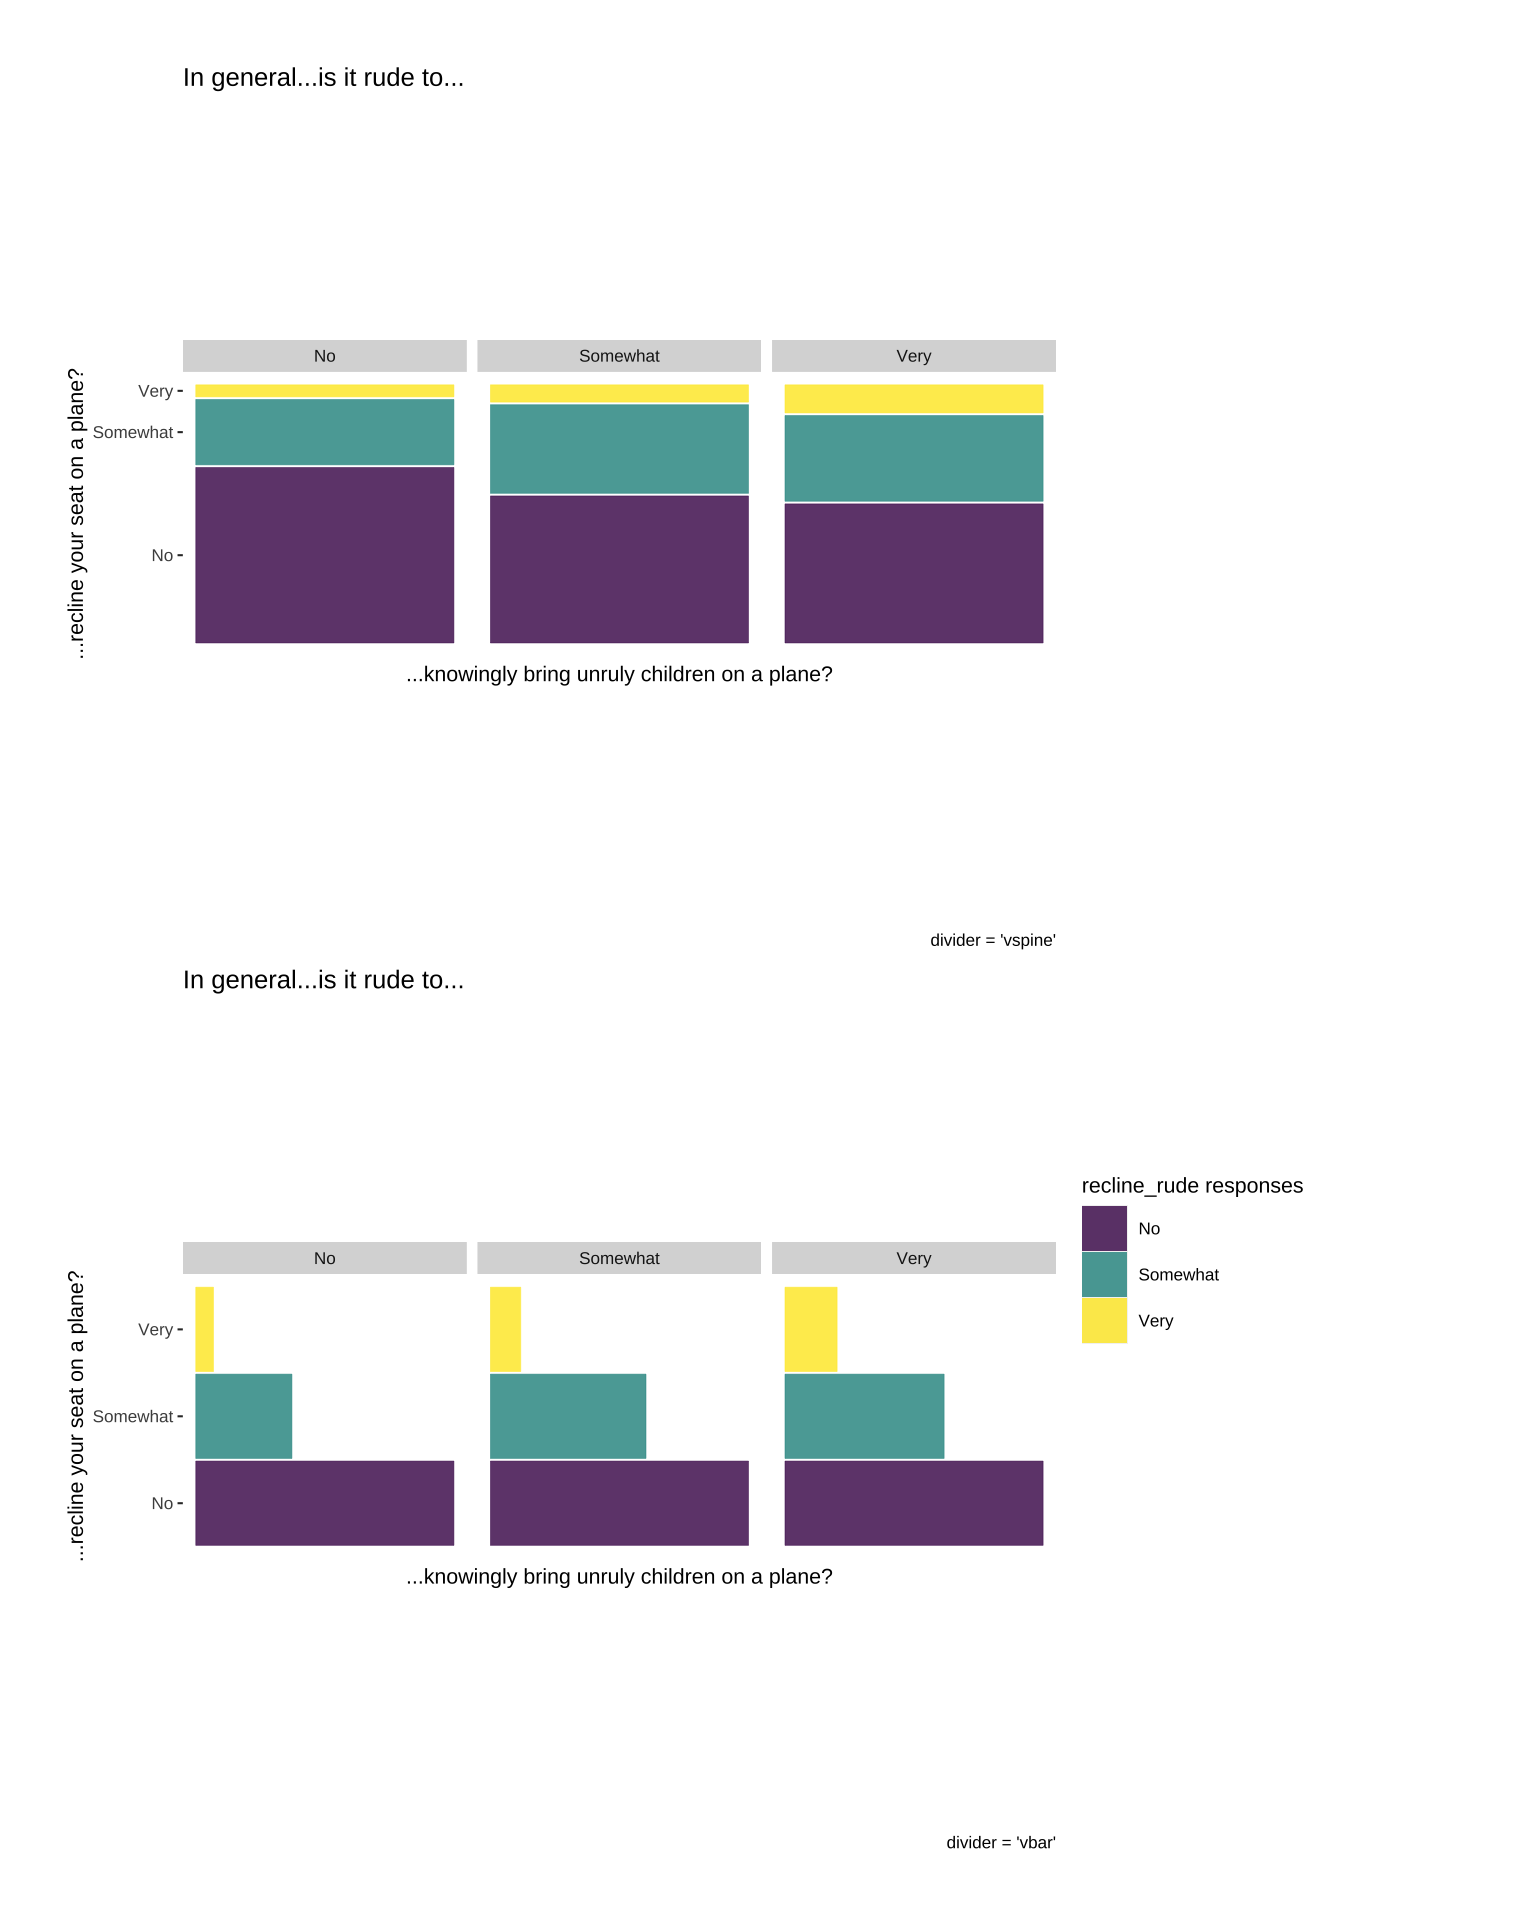 In general...is it rude to...
No
Somewhat
Very
...recline your seat on a plane?
Very
Somewhat
No
...knowingly bring unruly children on a plane?
divider = 'vspine'
In general...is it rude to...
No
Somewhat
Very
...recline your seat on a plane?
Very
Somewhat
No
...knowingly bring unruly children on a plane?
divider = 'vbar'
recline_rude responses
No
Somewhat
Very